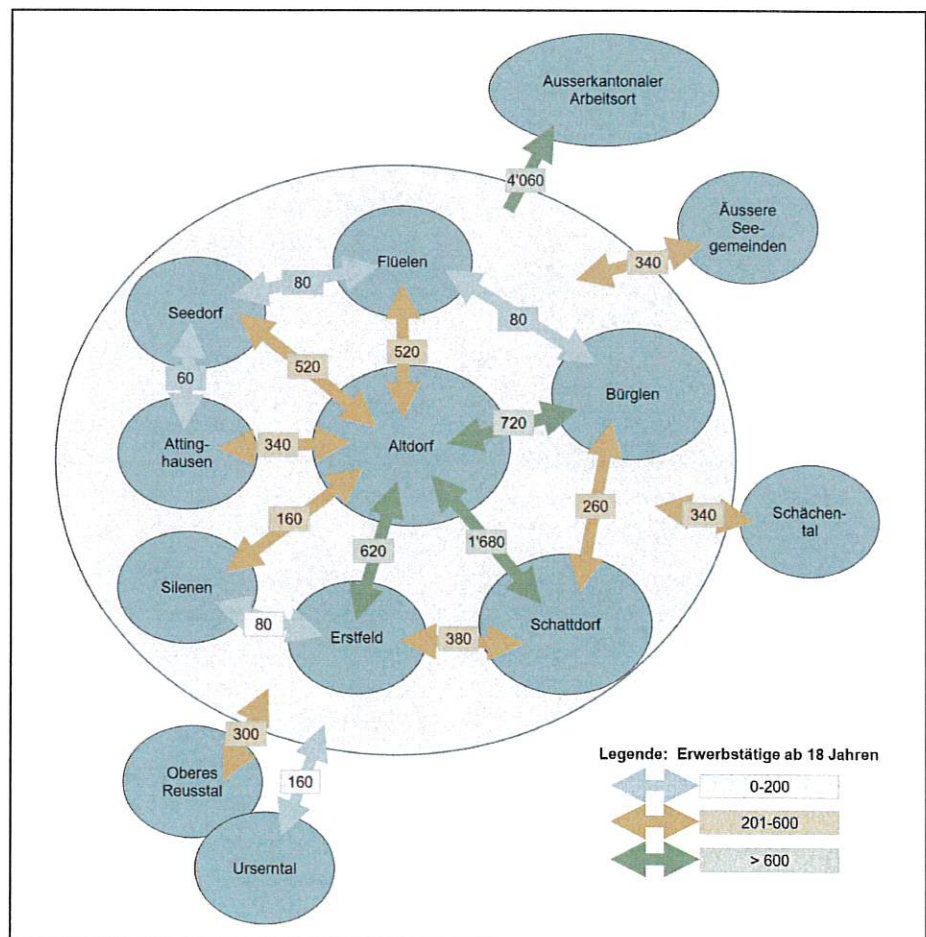 Ausserkantonaler
Arbeitsort
4'060
Äussere
See-
gemeinden
340
Flüelen
80
Seedorf
80
520
520
60
Bürglen
720
Atting-
hausen
340
Altdorf
260
160
340
Schächen-
tal
620
1'680
Silenen
80
Erstfeld
380
Schattdorf
300
Oberes
Reusstal
160
Urserntal
Legende: Erwerbstätige ab 18 Jahren
0-200
201-600
> 600